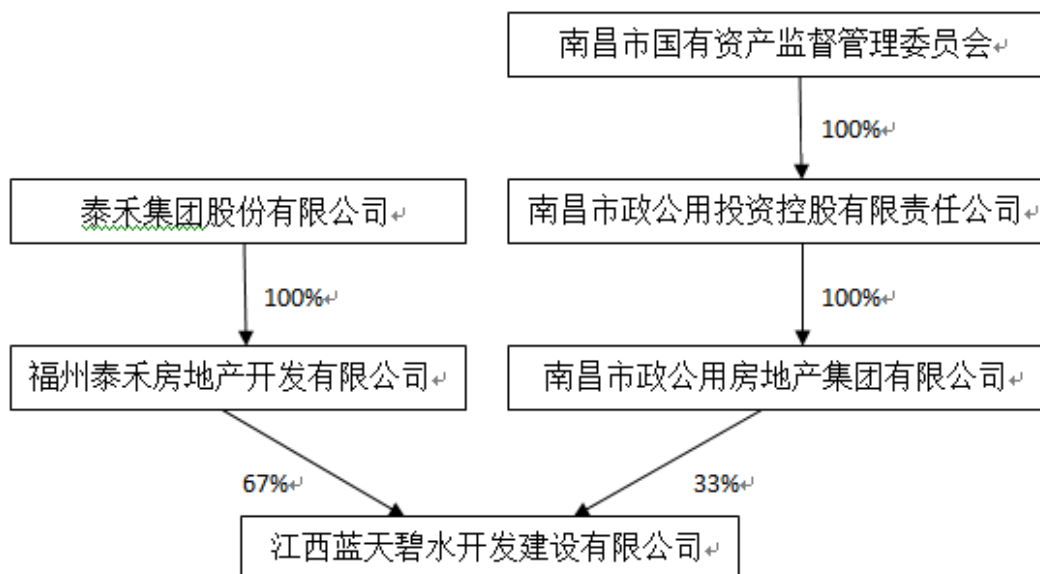 南昌市国有资产监督管理委员会
100%
泰禾集团股份有限公司
南昌市政公用投资控股有限责任公司
100%
100%
福州泰禾房地产开发有限公司
南昌市政公用房地产集团有限公司
67%
33%
江西蓝天碧水开发建设有限公司